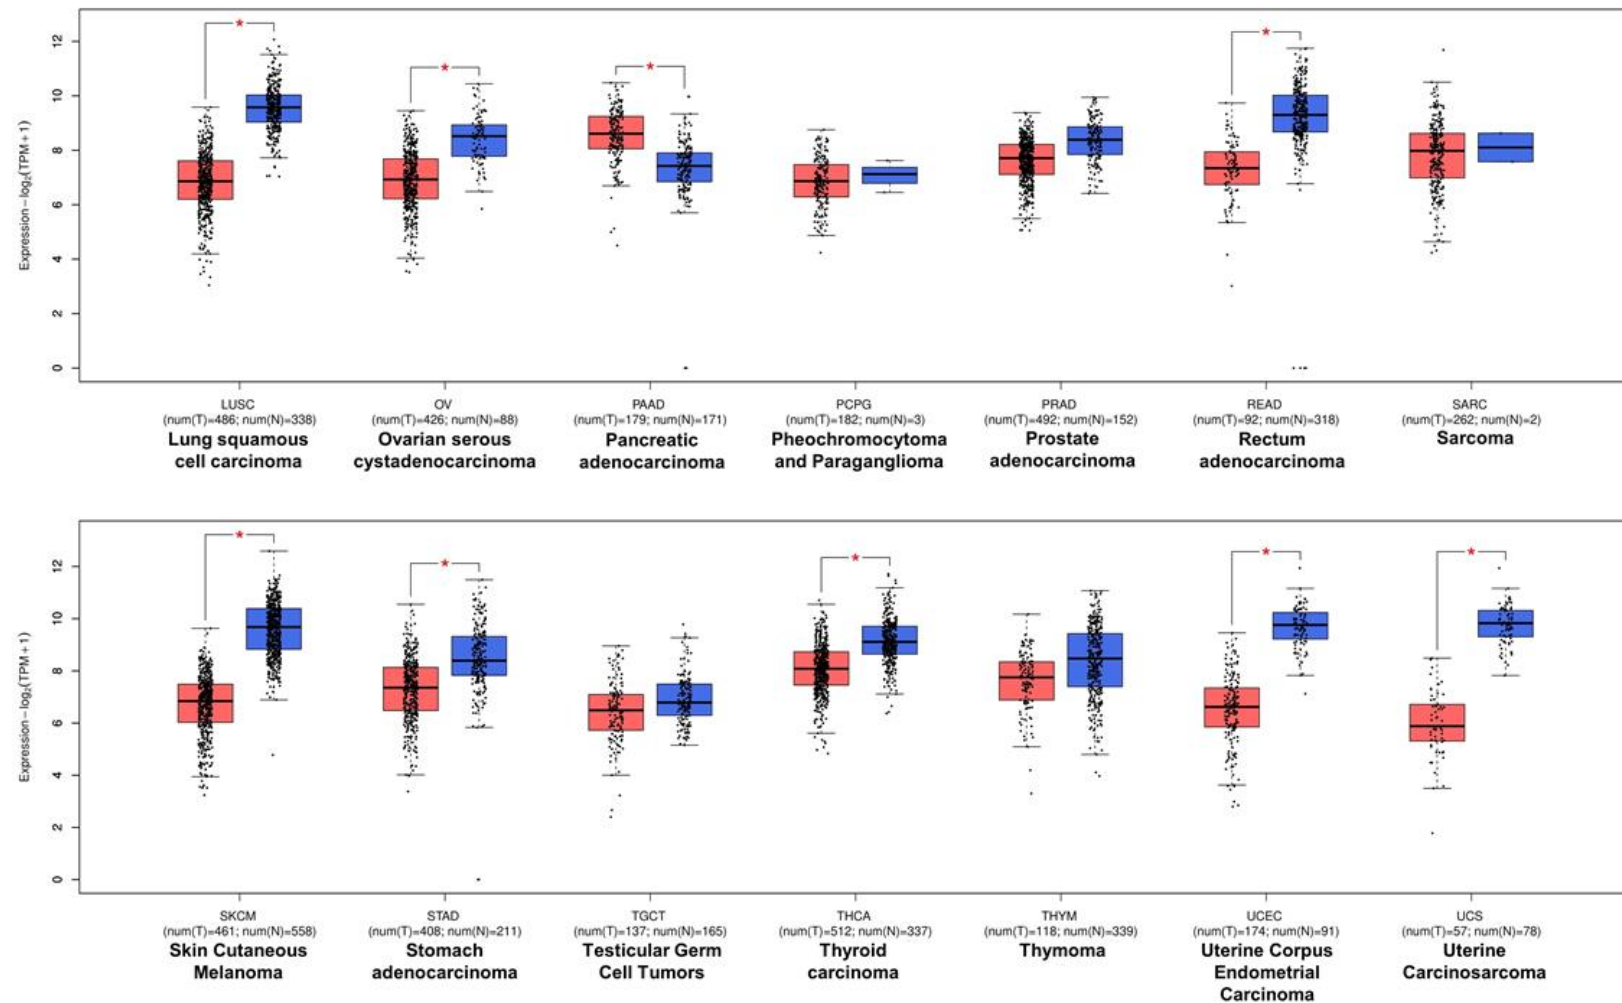 Expression − log2(TPM + 1)
12
10
8
6
4
2
0
*
*
*
*
LUSC
(num(T)=486; num(N)=338)
Lung squamous
cell carcinoma
OV
(num(T)=426; num(N)=88)
Ovarian serous
cystadenocarcinoma
PAAD
(num(T)=179; num(N)=171)
Pancreatic
adenocarcinoma
PCPG
(num(T)=182; num(N)=3)
Pheochromocytoma
and Paraganglioma
PRAD
(num(T)=492; num(N)=152)
Prostate
adenocarcinoma
READ
(num(T)=92; num(N)=318)
Rectum
adenocarcinoma
SARC
(num(T)=262; num(N)=2)
Sarcoma
Expression − log2(TPM + 1)
12
10
8
6
4
2
0
*
*
*
*
*
SKCM
(num(T)=461; num(N)=558)
Skin Cutaneous
Melanoma
STAD
(num(T)=408; num(N)=211)
Stomach
adenocarcinoma
TGCT
(num(T)=137; num(N)=165)
Testicular Germ
Cell Tumors
THCA
(num(T)=512; num(N)=337)
Thyroid
carcinoma
THYM
(num(T)=118; num(N)=339)
Thymoma
UCEC
(num(T)=174; num(N)=91)
Uterine Corpus
Endometrial
Carcinoma
UCS
(num(T)=57; num(N)=78)
Uterine
Carcinosarcoma